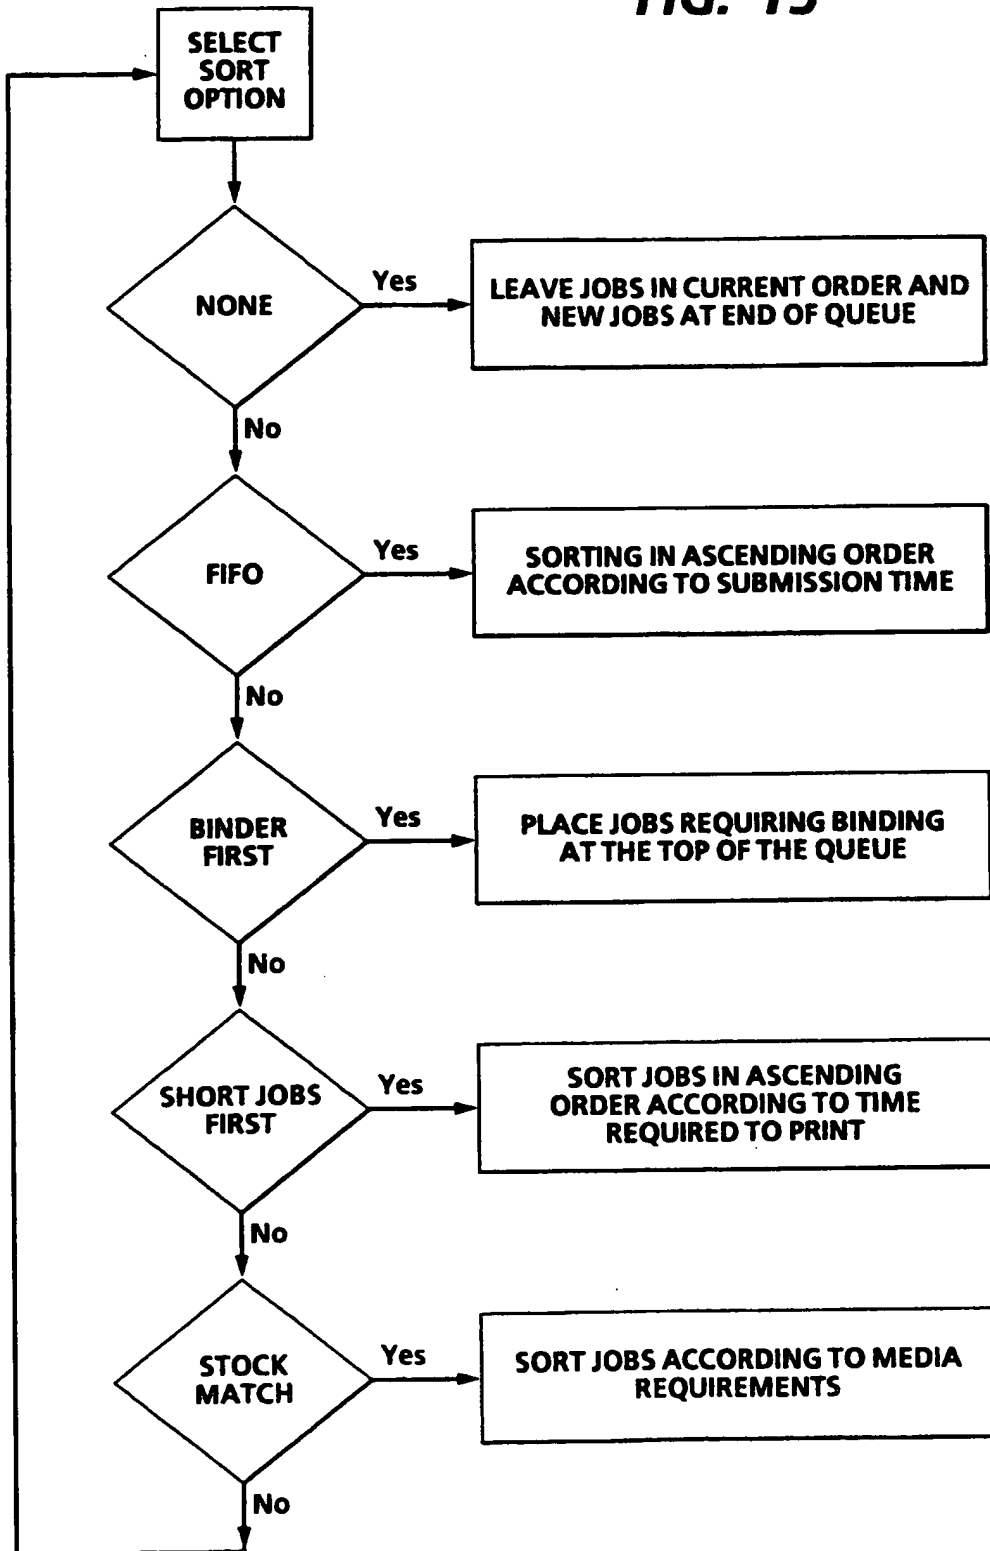 FIG. 15
SELECT
SORT
OPTION
NONE
Yes
LEAVE JOBS IN CURRENT ORDER AND
NEW JOBS AT END OF QUEUE
No
FIFO
Yes
SORTING IN ASCENDING ORDER
ACCORDING TO SUBMISSION TIME
No
BINDER
FIRST
Yes
PLACE JOBS REQUIRING BINDING
AT THE TOP OF THE QUEUE
No
SHORT JOBS
FIRST
Yes
SORT JOBS IN ASCENDING
ORDER ACCORDING TO TIME
REQUIRED TO PRINT
No
STOCK
MATCH
Yes
SORT JOBS ACCORDING TO MEDIA
REQUIREMENTS
No